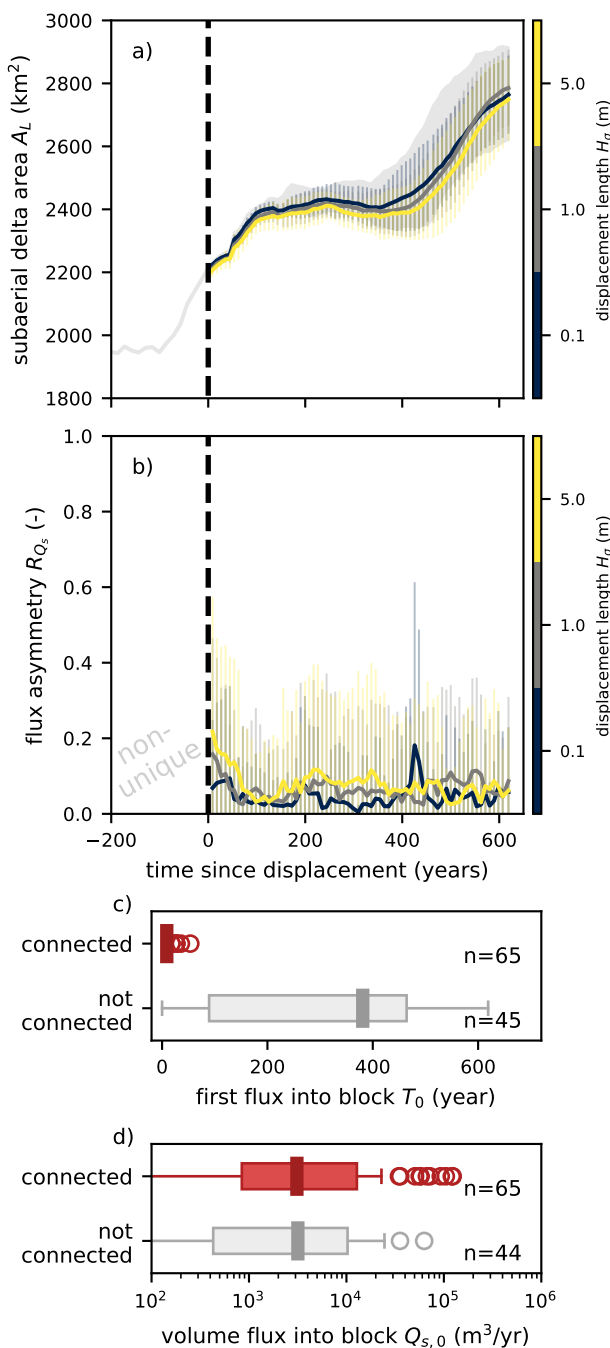 3000
2800
2600
2400
2200
2000
1800
subaerial delta area A_L (km²)
a)
5.0
1.0
0.1
displacement length H_σ (m)
1.0
0.8
0.6
0.4
0.2
0.0
flux asymmetry R_{Q_s} (-)
b)
non-
unique
5.0
1.0
0.1
displacement length H_σ (m)
−200
0
200
400
600
time since displacement (years)
c)
connected
n=65
not
connected
n=45
0
200
400
600
first flux into block T_0 (year)
d)
connected
n=65
not
connected
n=44
10²
10³
10⁴
10⁵
10⁶
volume flux into block Q_{s,0} (m³/yr)